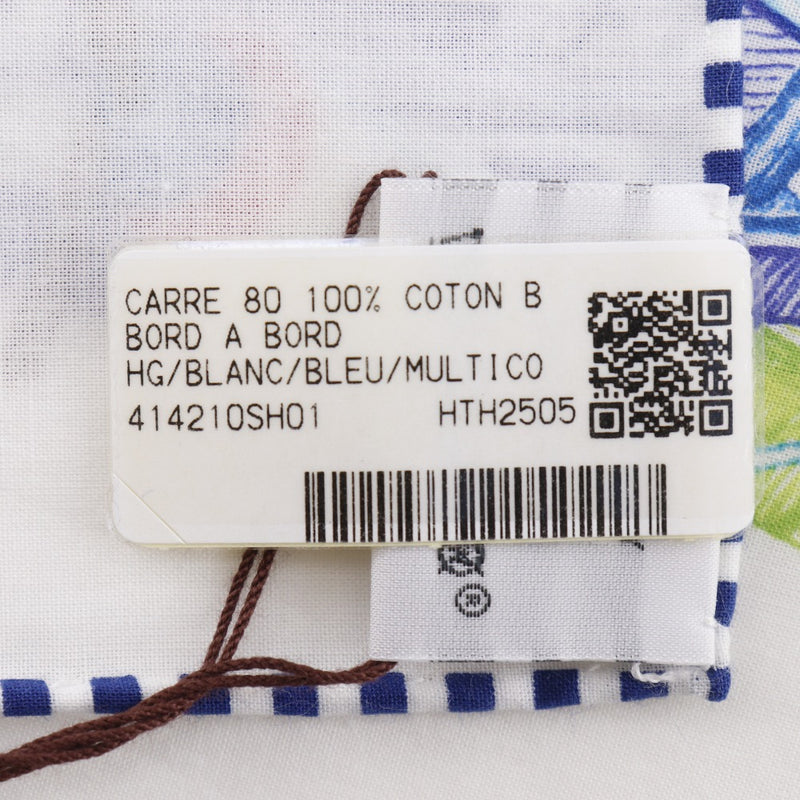 CARRE 80 100% COTON B
BORD A BORD
HG/BLANC/BLEU/MULTICO
414210SH01 HTH2505
®